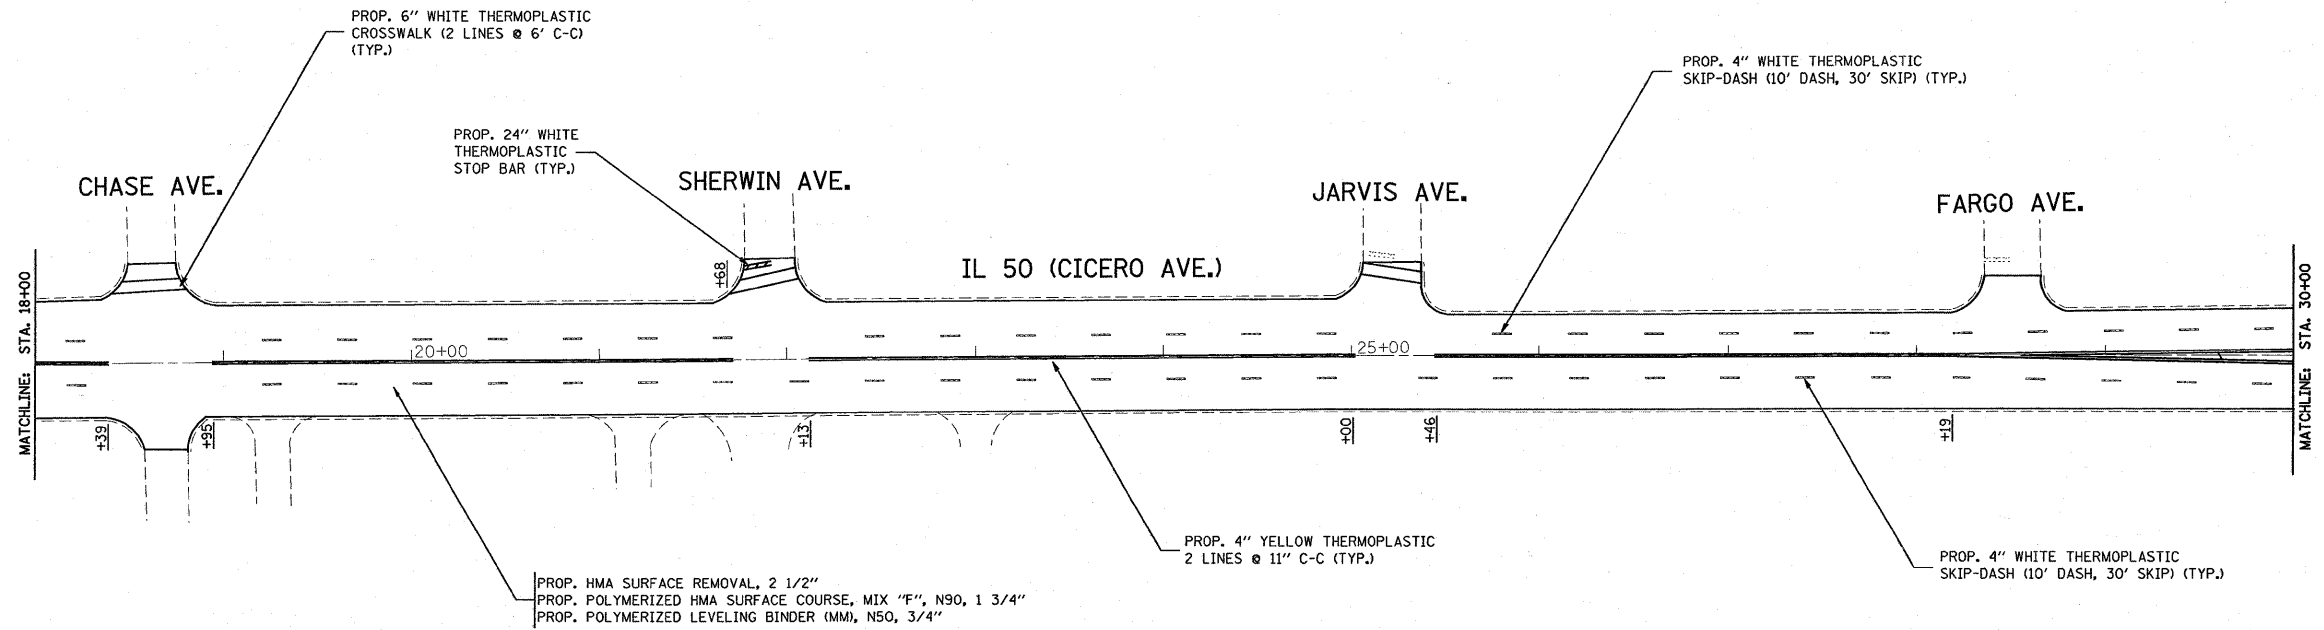 PROP. 6" WHITE THERMOPLASTIC
CROSSWALK (2 LINES @ 6' C-C)
(TYP.)
PROP. 4" WHITE THERMOPLASTIC
SKIP-DASH (10' DASH, 30' SKIP) (TYP.)
PROP. 24" WHITE
THERMOPLASTIC
STOP BAR (TYP.)
CHASE AVE.
SHERWIN AVE.
JARVIS AVE.
FARGO AVE.
IL 50 (CICERO AVE.)
+68
MATCHLINE: STA. 18+00
MATCHLINE: STA. 30+00
20+00
25+00
+39
+95
+13
+00
+46
+19
PROP. 4" YELLOW THERMOPLASTIC
2 LINES @ 11" C-C (TYP.)
PROP. 4" WHITE THERMOPLASTIC
SKIP-DASH (10' DASH, 30' SKIP) (TYP.)
PROP. HMA SURFACE REMOVAL, 2 1/2"
PROP. POLYMERIZED HMA SURFACE COURSE, MIX "F", N90, 1 3/4"
PROP. POLYMERIZED LEVELING BINDER (MM), N50, 3/4"